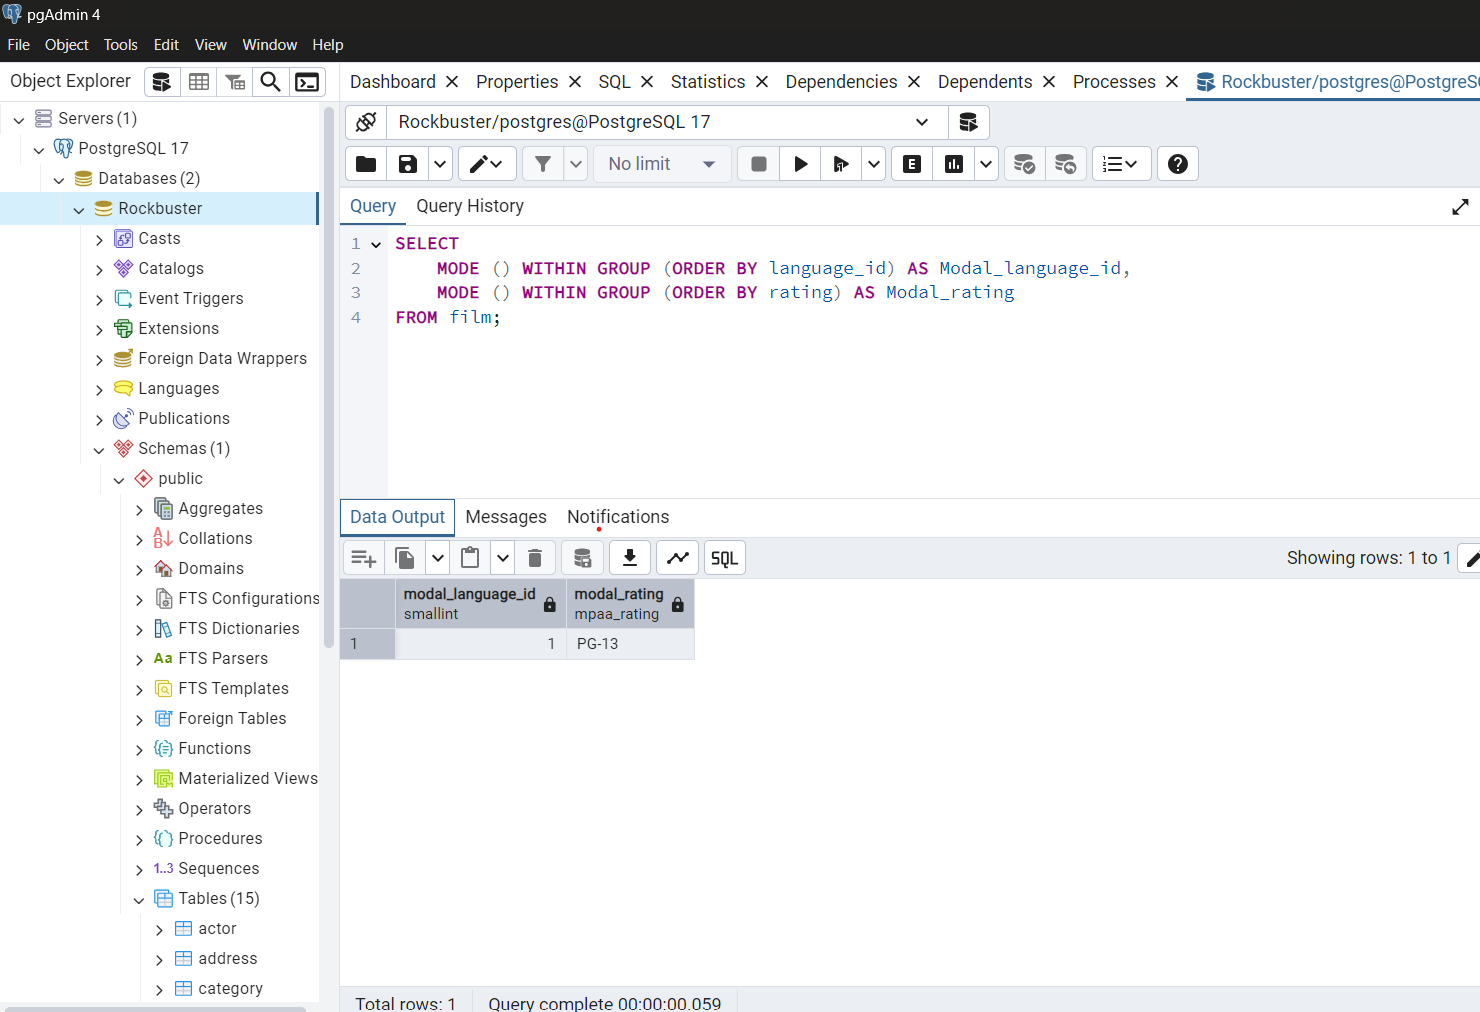 pgAdmin 4
File Object Tools Edit View Window Help
Object Explorer
Dashboard Properties SQL Statistics Dependencies Dependents Processes Rockbuster/postgres@PostgreS
Servers (1)
PostgreSQL 17
Databases (2)
Rockbuster
Casts
Catalogs
Event Triggers
Extensions
Foreign Data Wrappers
Languages
Publications
Schemas (1)
public
Aggregates
Collations
Domains
FTS Configurations
FTS Dictionaries
Aa FTS Parsers
FTS Templates
Foreign Tables
Functions
Materialized Views
Operators
Procedures
1..3 Sequences
Tables (15)
actor
address
category
Rockbuster/postgres@PostgreSQL 17
No limit
E
Query Query History
1 SELECT
2 MODE () WITHIN GROUP (ORDER BY language_id) AS Modal_language_id,
3 MODE () WITHIN GROUP (ORDER BY rating) AS Modal_rating
4 FROM film;
Data Output Messages Notifications
SQL
Showing rows: 1 to 1
modal_language_id modal_rating
smallint mpaa_rating
1 1 PG-13
Total rows: 1 Query complete 00:00:00.059